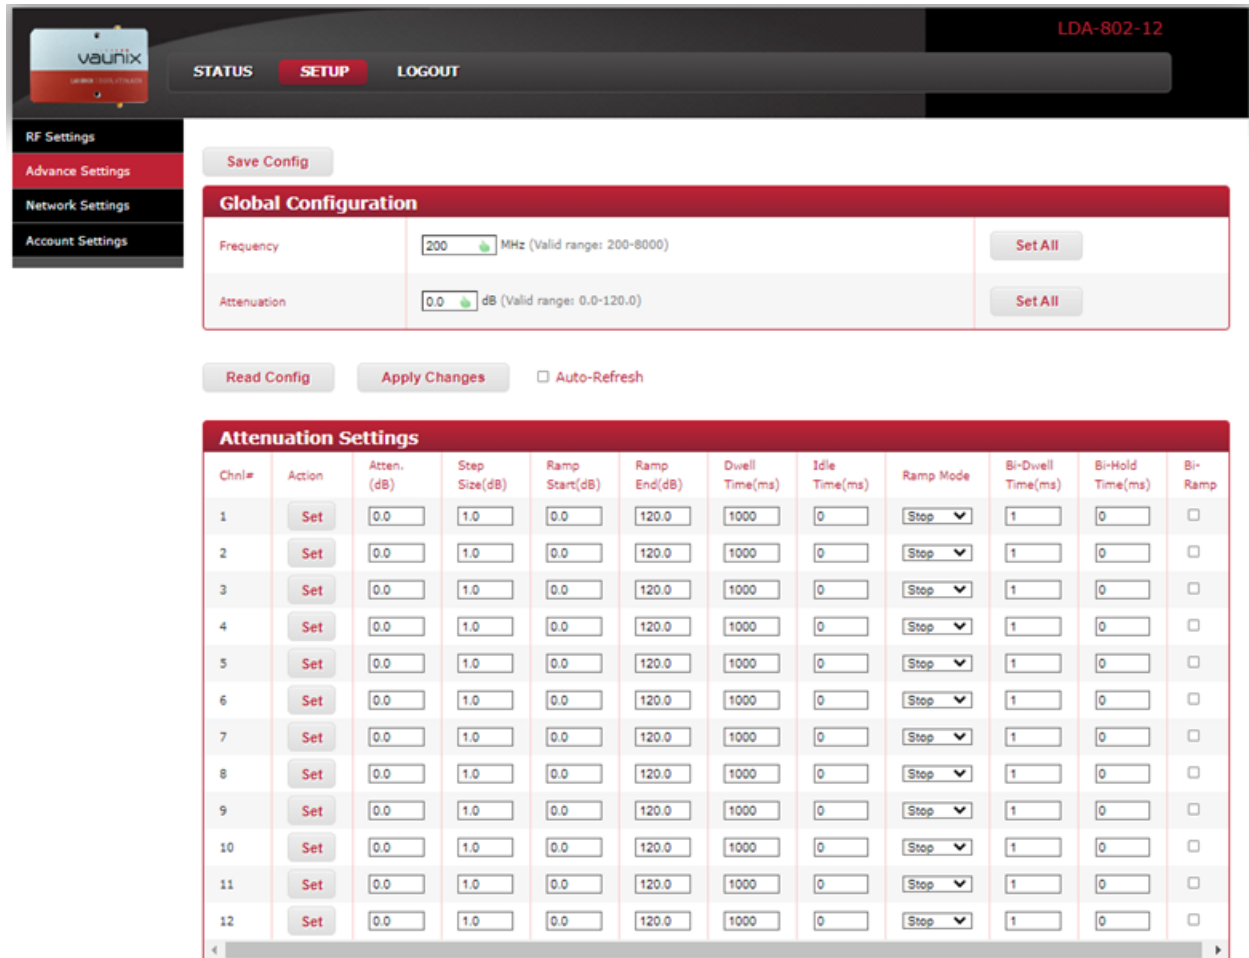 LDA-802-12
vaunix
STATUS SETUP LOGOUT
RF Settings
Advance Settings
Network Settings
Account Settings
Save Config
Global Configuration
Frequency 200 MHz (Valid range: 200-8000) Set All
Attenuation 0.0 dB (Valid range: 0.0-120.0) Set All
Read Config Apply Changes Auto-Refresh
Attenuation Settings
Chnl# Action Atten. (dB) Step Size(dB) Ramp Start(dB) Ramp End(dB) Dwell Time(ms) Idle Time(ms) Ramp Mode Bi-Dwell Time(ms) Bi-Hold Time(ms) Bi-Ramp
1 Set 0.0 1.0 0.0 120.0 1000 0 Stop 1 0
2 Set 0.0 1.0 0.0 120.0 1000 0 Stop 1 0
3 Set 0.0 1.0 0.0 120.0 1000 0 Stop 1 0
4 Set 0.0 1.0 0.0 120.0 1000 0 Stop 1 0
5 Set 0.0 1.0 0.0 120.0 1000 0 Stop 1 0
6 Set 0.0 1.0 0.0 120.0 1000 0 Stop 1 0
7 Set 0.0 1.0 0.0 120.0 1000 0 Stop 1 0
8 Set 0.0 1.0 0.0 120.0 1000 0 Stop 1 0
9 Set 0.0 1.0 0.0 120.0 1000 0 Stop 1 0
10 Set 0.0 1.0 0.0 120.0 1000 0 Stop 1 0
11 Set 0.0 1.0 0.0 120.0 1000 0 Stop 1 0
12 Set 0.0 1.0 0.0 120.0 1000 0 Stop 1 0